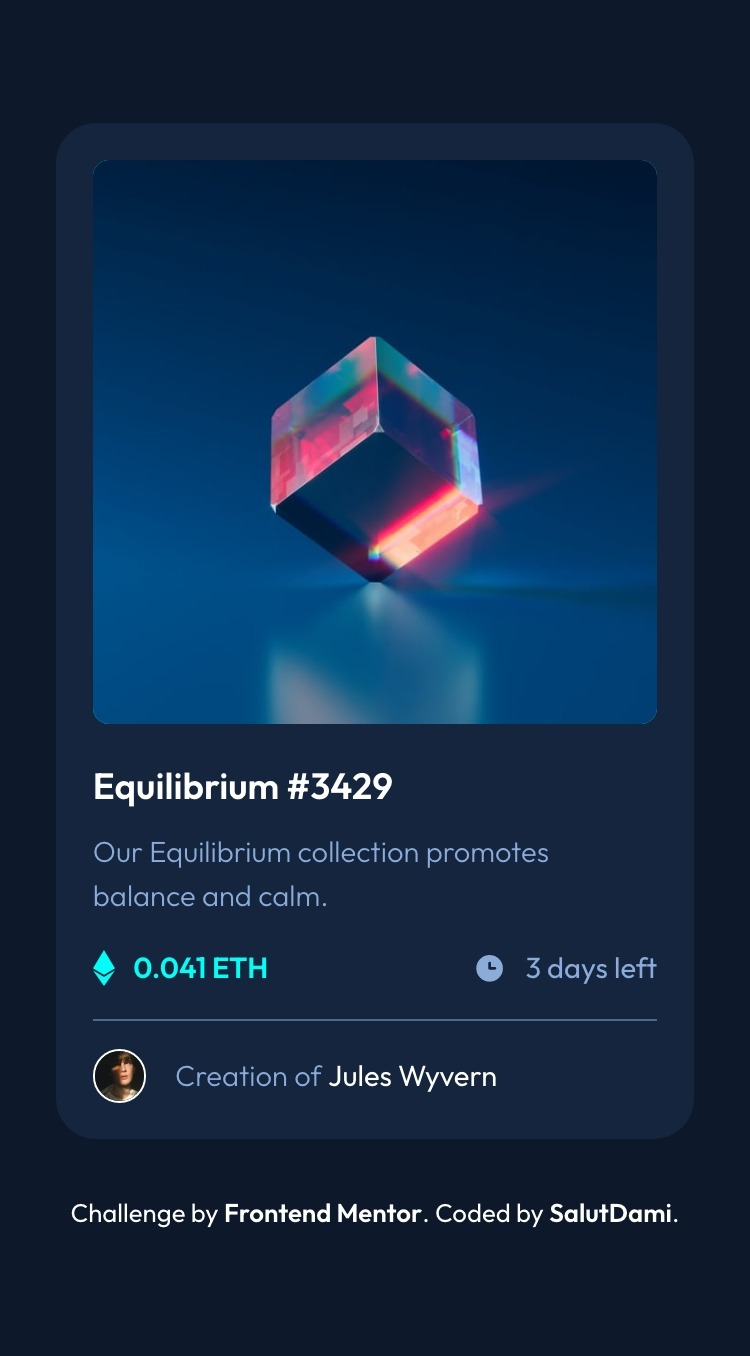 Equilibrium #3429
Our Equilibrium collection promotes
balance and calm.
0.041 ETH
3 days left
Creation of Jules Wyvern
Challenge by Frontend Mentor. Coded by SalutDami.